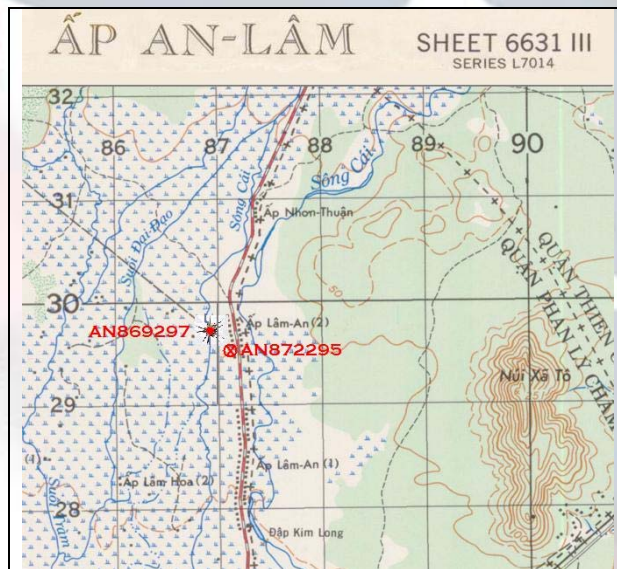 ẤP AN-LÂM
SHEET 6631 III
SERIES L7014
32
86
87
88
89
90
Sông Cái
Sông Cái
Suối Đại-Đạo
31
Ấp Nhơn-Thuận
50
QUẬN THIỆN
QUẬN PHAN LÝ CHÀM
30
AN869297
Ấp Lâm-An (2)
AN872295
Núi Xã Tô
29
Ấp Lâm-An (1)
Ấp Lâm Hòa (2)
28
Đập Kim Long